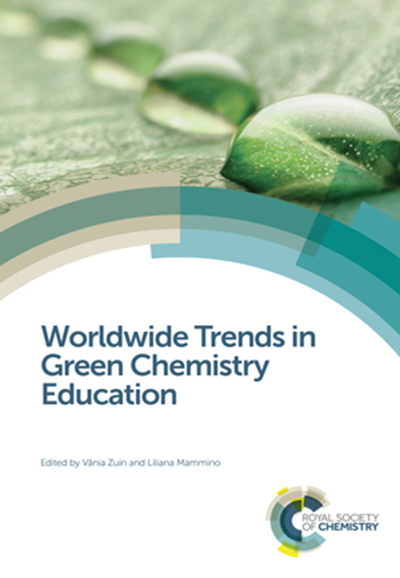 Worldwide Trends in
Green Chemistry
Education
Edited by Vânia Zuin and Liliana Mammino
ROYAL SOCIETY
OF CHEMISTRY